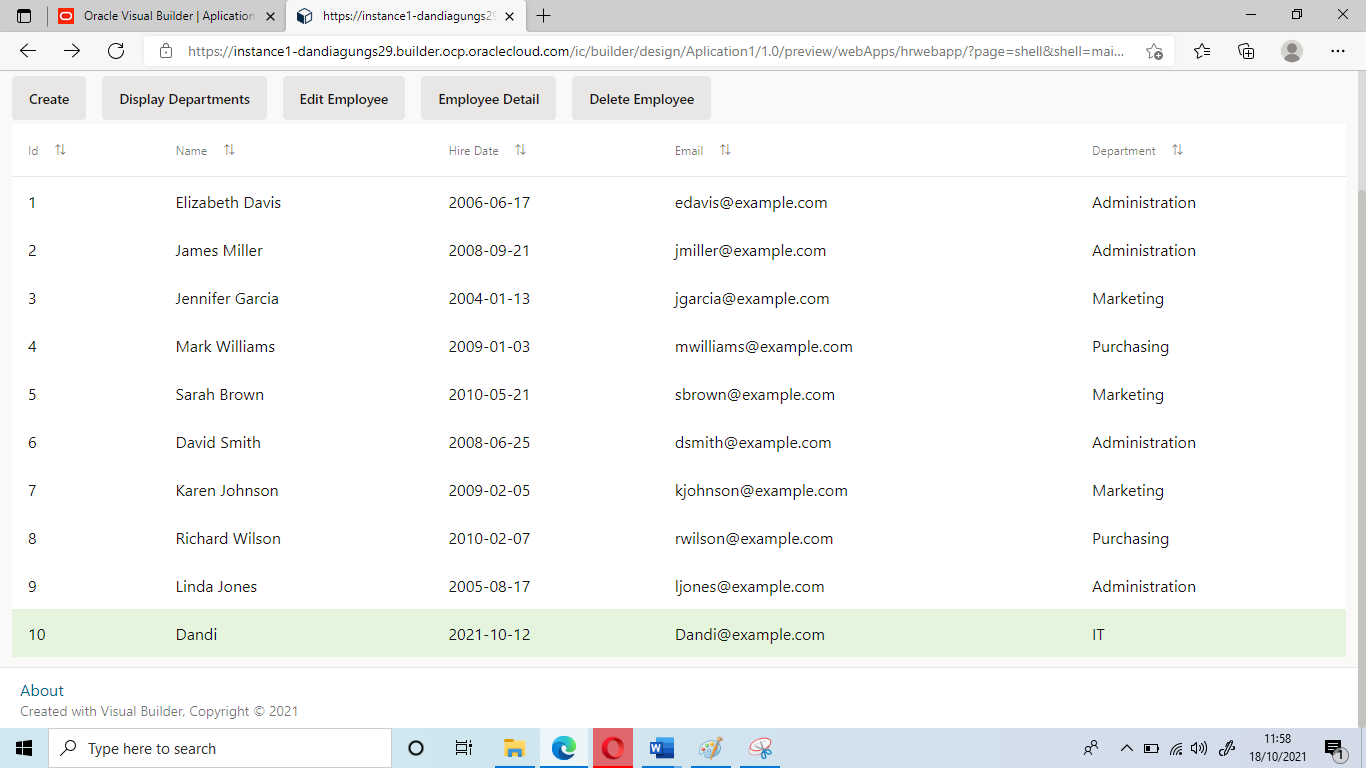 Oracle Visual Builder | Aplication
https://instance1-dandiagungs29
https://instance1-dandiagungs29.builder.ocp.oraclecloud.com/ic/builder/design/Aplication1/1.0/preview/webApps/hrwebapp/?page=shell&shell=mai...
Create Display Departments Edit Employee Employee Detail Delete Employee
Id Name Hire Date Email Department
1 Elizabeth Davis 2006-06-17 edavis@example.com Administration
2 James Miller 2008-09-21 jmiller@example.com Administration
3 Jennifer Garcia 2004-01-13 jgarcia@example.com Marketing
4 Mark Williams 2009-01-03 mwilliams@example.com Purchasing
5 Sarah Brown 2010-05-21 sbrown@example.com Marketing
6 David Smith 2008-06-25 dsmith@example.com Administration
7 Karen Johnson 2009-02-05 kjohnson@example.com Marketing
8 Richard Wilson 2010-02-07 rwilson@example.com Purchasing
9 Linda Jones 2005-08-17 ljones@example.com Administration
10 Dandi 2021-10-12 Dandi@example.com IT
About
Created with Visual Builder, Copyright © 2021
Type here to search
11:58
18/10/2021
1